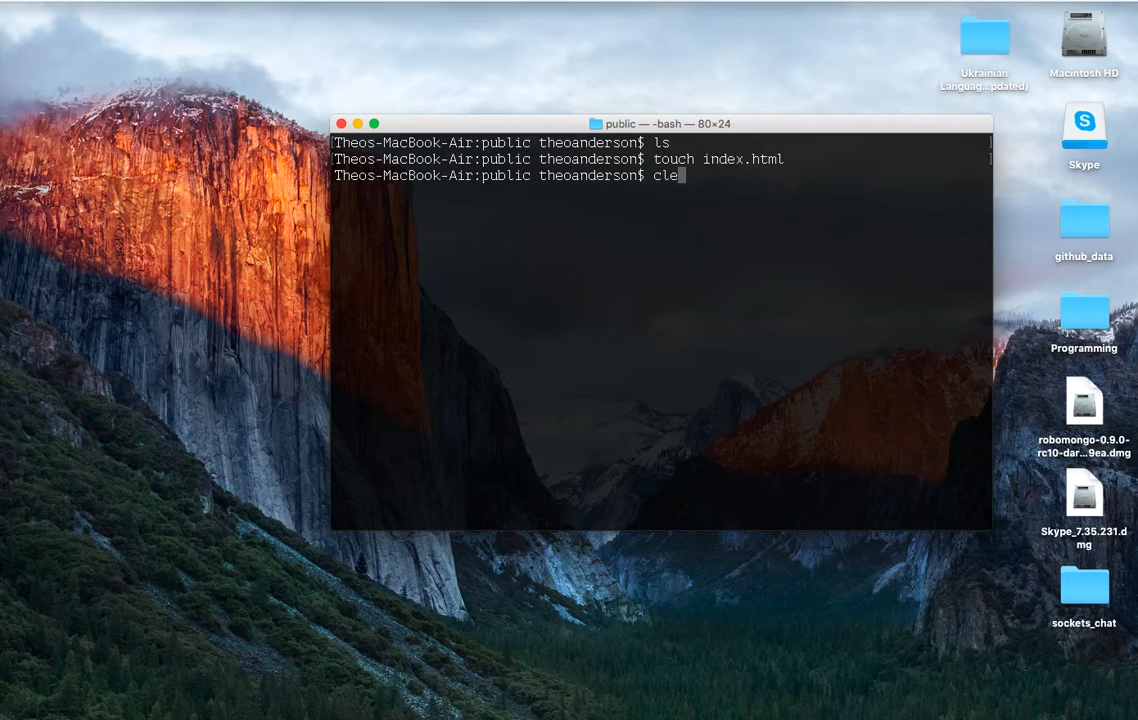 public — -bash — 80×24
Theos-MacBook-Air:public theoanderson$ ls
Theos-MacBook-Air:public theoanderson$ touch index.html
Theos-MacBook-Air:public theoanderson$ cle
Ukrainian
Languag...pdated)
Macintosh HD
S
Skype
github_data
Programming
robomongo-0.9.0-
rc10-dar...9ea.dmg
Skype_7.35.231.d
mg
sockets_chat